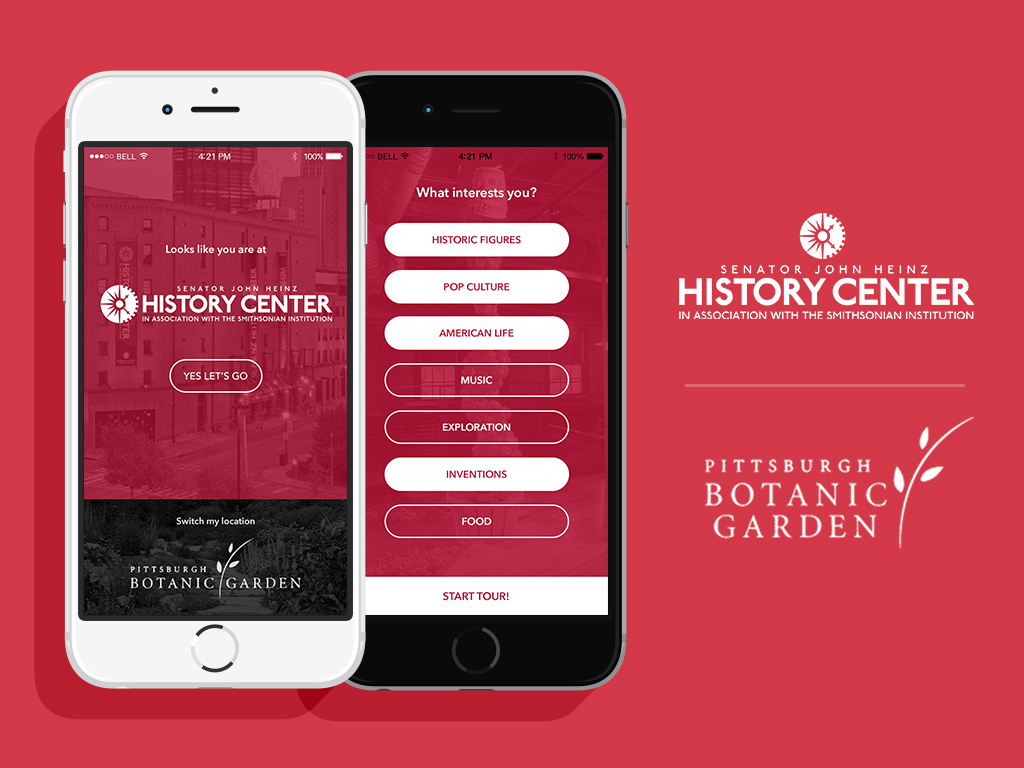 BELL 4:21 PM 100%
Looks like you are at
SENATOR JOHN HEINZ
HISTORY CENTER
IN ASSOCIATION WITH THE SMITHSONIAN INSTITUTION
YES LET'S GO
Switch my location
PITTSBURGH
BOTANIC GARDEN
BELL 4:21 PM 100%
What interests you?
HISTORIC FIGURES
POP CULTURE
AMERICAN LIFE
MUSIC
EXPLORATION
INVENTIONS
FOOD
START TOUR!
SENATOR JOHN HEINZ
HISTORY CENTER
IN ASSOCIATION WITH THE SMITHSONIAN INSTITUTION
PITTSBURGH
BOTANIC
GARDEN